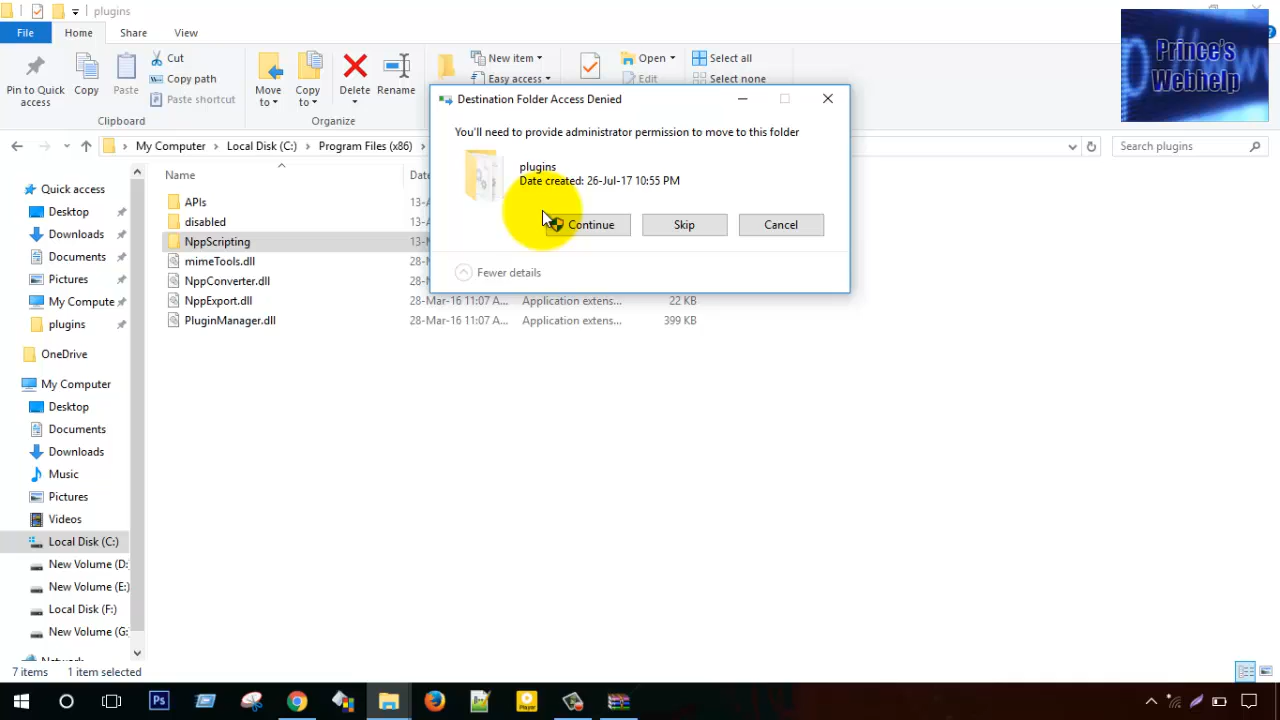 plugins
File
Home
Share
View
Pin to Quick access
Copy
Paste
Cut
Copy path
Paste shortcut
Clipboard
Move to
Copy to
Delete
Rename
Organize
New item
Easy access
Open
Edit
Select all
Select none
Prince's
Webhelp
My Computer
Local Disk (C:)
Program Files (x86)
Search plugins
Destination Folder Access Denied
You'll need to provide administrator permission to move to this folder
plugins
Date created: 26-Jul-17 10:55 PM
Continue
Skip
Cancel
Fewer details
Name
APIs
disabled
NppScripting
mimeTools.dll
NppConverter.dll
NppExport.dll
28-Mar-16 11:07 A...
Application extens...
22 KB
PluginManager.dll
28-Mar-16 11:07 A...
Application extens...
399 KB
Quick access
Desktop
Downloads
Documents
Pictures
My Compute
plugins
OneDrive
My Computer
Desktop
Documents
Downloads
Music
Pictures
Videos
Local Disk (C:)
New Volume (D:
New Volume (E:)
Local Disk (F:)
New Volume (G:
7 items
1 item selected
Ps
Player